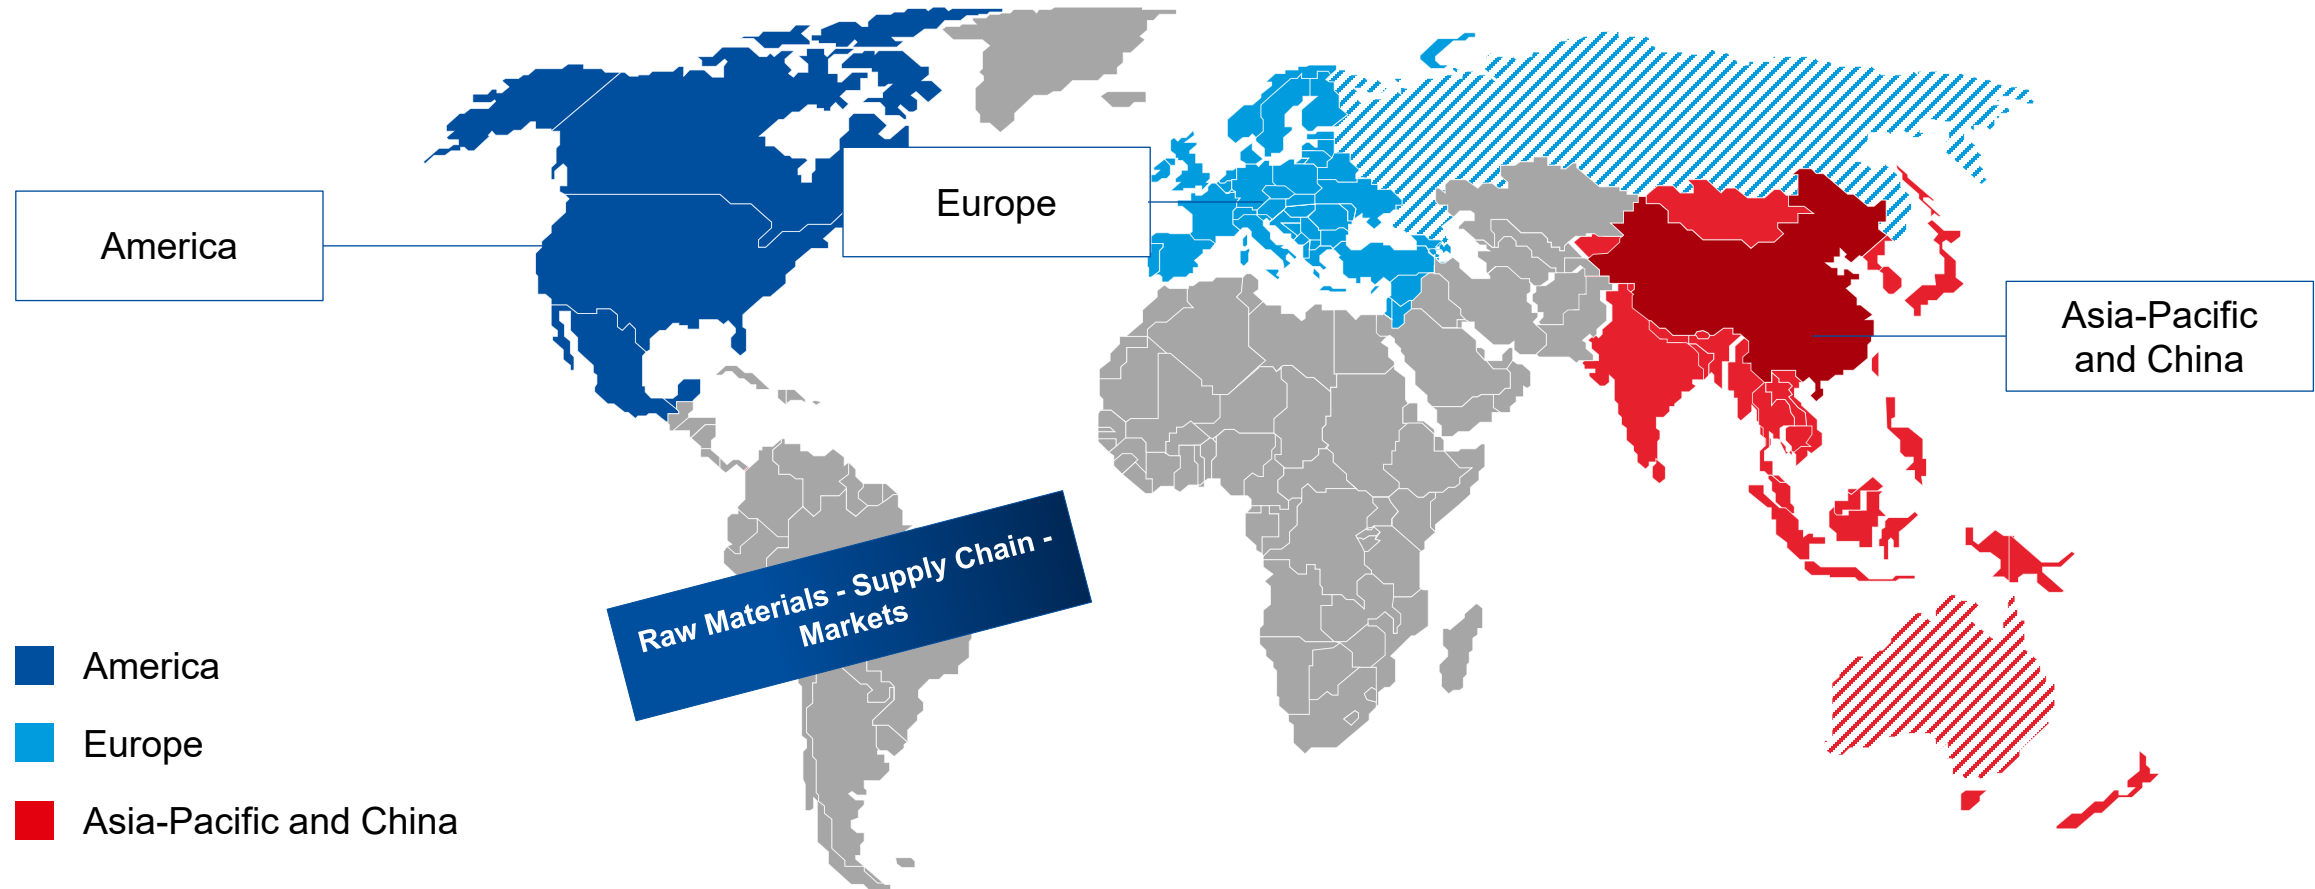 America
Europe
Asia-Pacific
and China
Raw Materials - Supply Chain -
Markets
America
Europe
Asia-Pacific and China